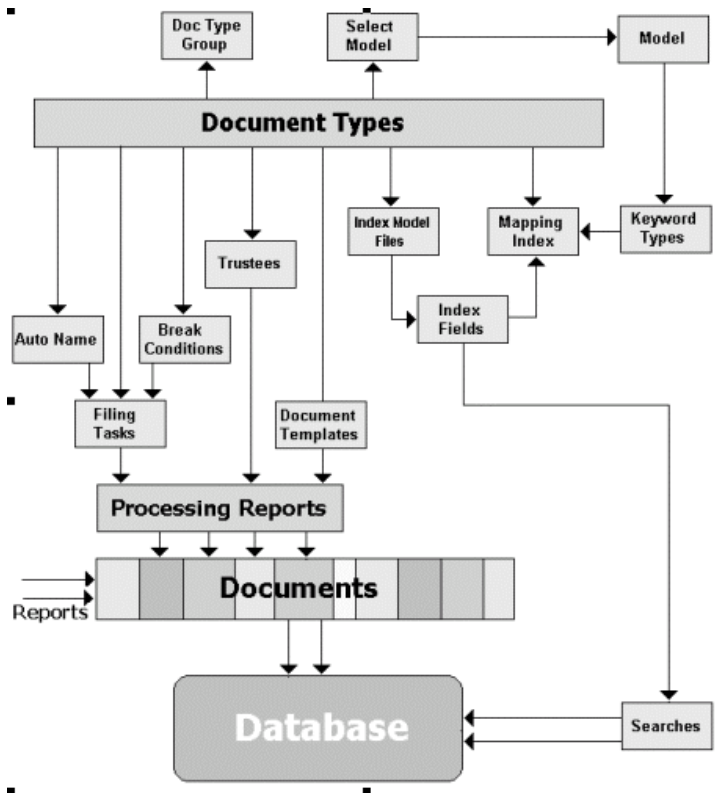 Doc Type
Group
Select
Model
Model
Document Types
Index Model
Files
Mapping
Index
Keyword
Types
Trustees
Index
Fields
Auto Name
Break
Conditions
Filing
Tasks
Document
Templates
Processing Reports
Documents
Reports
Database
Searches